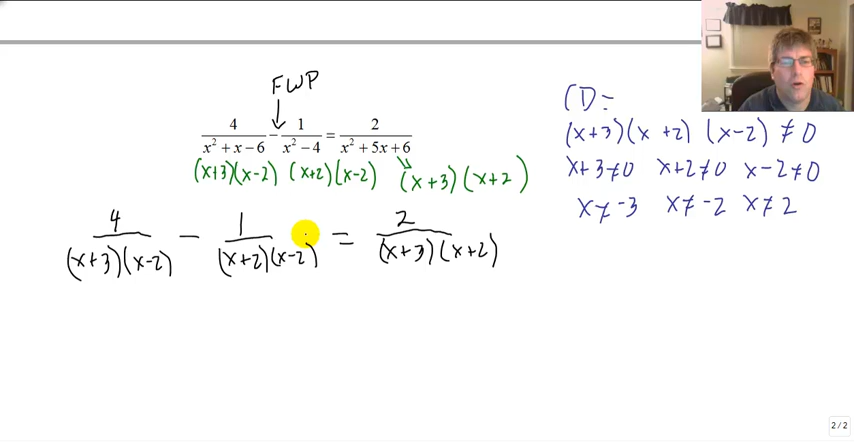 FWP
CD=
4/(x² + x − 6) − 1/(x² − 4) = 2/(x² + 5x + 6)
(x+3)(x+2)(x-2) ≠ 0
(x+3)(x-2) (x+2)(x-2) (x+3)(x+2)
x+3≠0 x+2≠0 x-2≠0
x≠-3 x≠-2 x≠2
4/((x+3)(x-2)) - 1/((x+2)(x-2)) = 2/((x+3)(x+2))
2/2